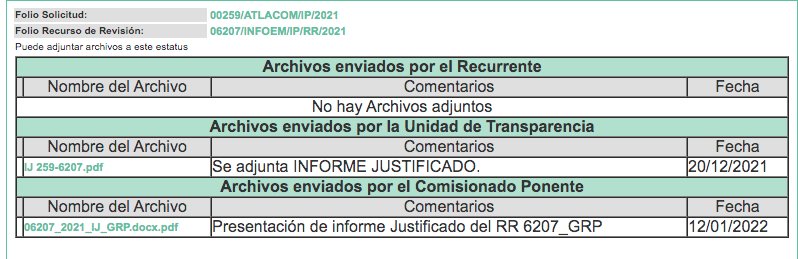 Folio Solicitud: 00259/ATLACOM/IP/2021
Folio Recurso de Revisión: 06207/INFOEM/IP/RR/2021
Puede adjuntar archivos a este estatus
Archivos enviados por el Recurrente
Nombre del Archivo Comentarios Fecha
No hay Archivos adjuntos
Archivos enviados por la Unidad de Transparencia
Nombre del Archivo Comentarios Fecha
IJ 259-6207.pdf Se adjunta INFORME JUSTIFICADO. 20/12/2021
Archivos enviados por el Comisionado Ponente
Nombre del Archivo Comentarios Fecha
06207_2021_IJ_GRP.docx.pdf Presentación de informe Justificado del RR 6207_GRP 12/01/2022